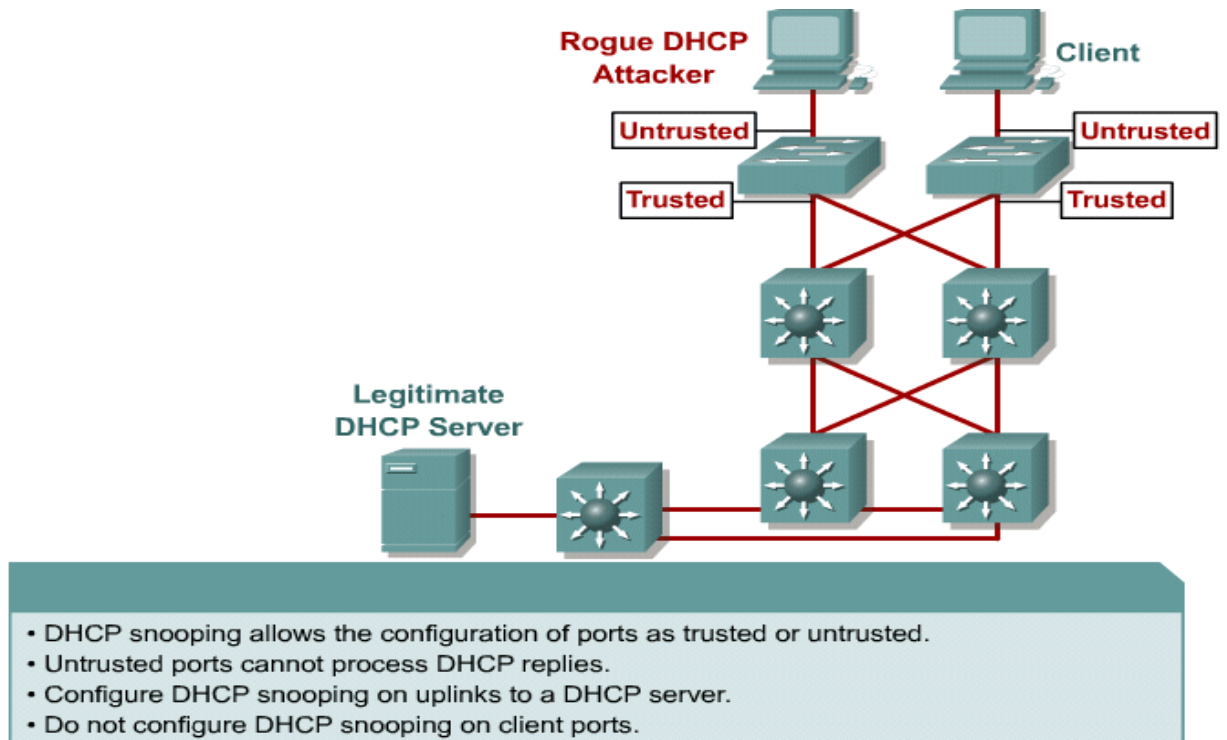 Rogue DHCP
Attacker
Client
Untrusted
Untrusted
Trusted
Trusted
Legitimate
DHCP Server
• DHCP snooping allows the configuration of ports as trusted or untrusted.
• Untrusted ports cannot process DHCP replies.
• Configure DHCP snooping on uplinks to a DHCP server.
• Do not configure DHCP snooping on client ports.